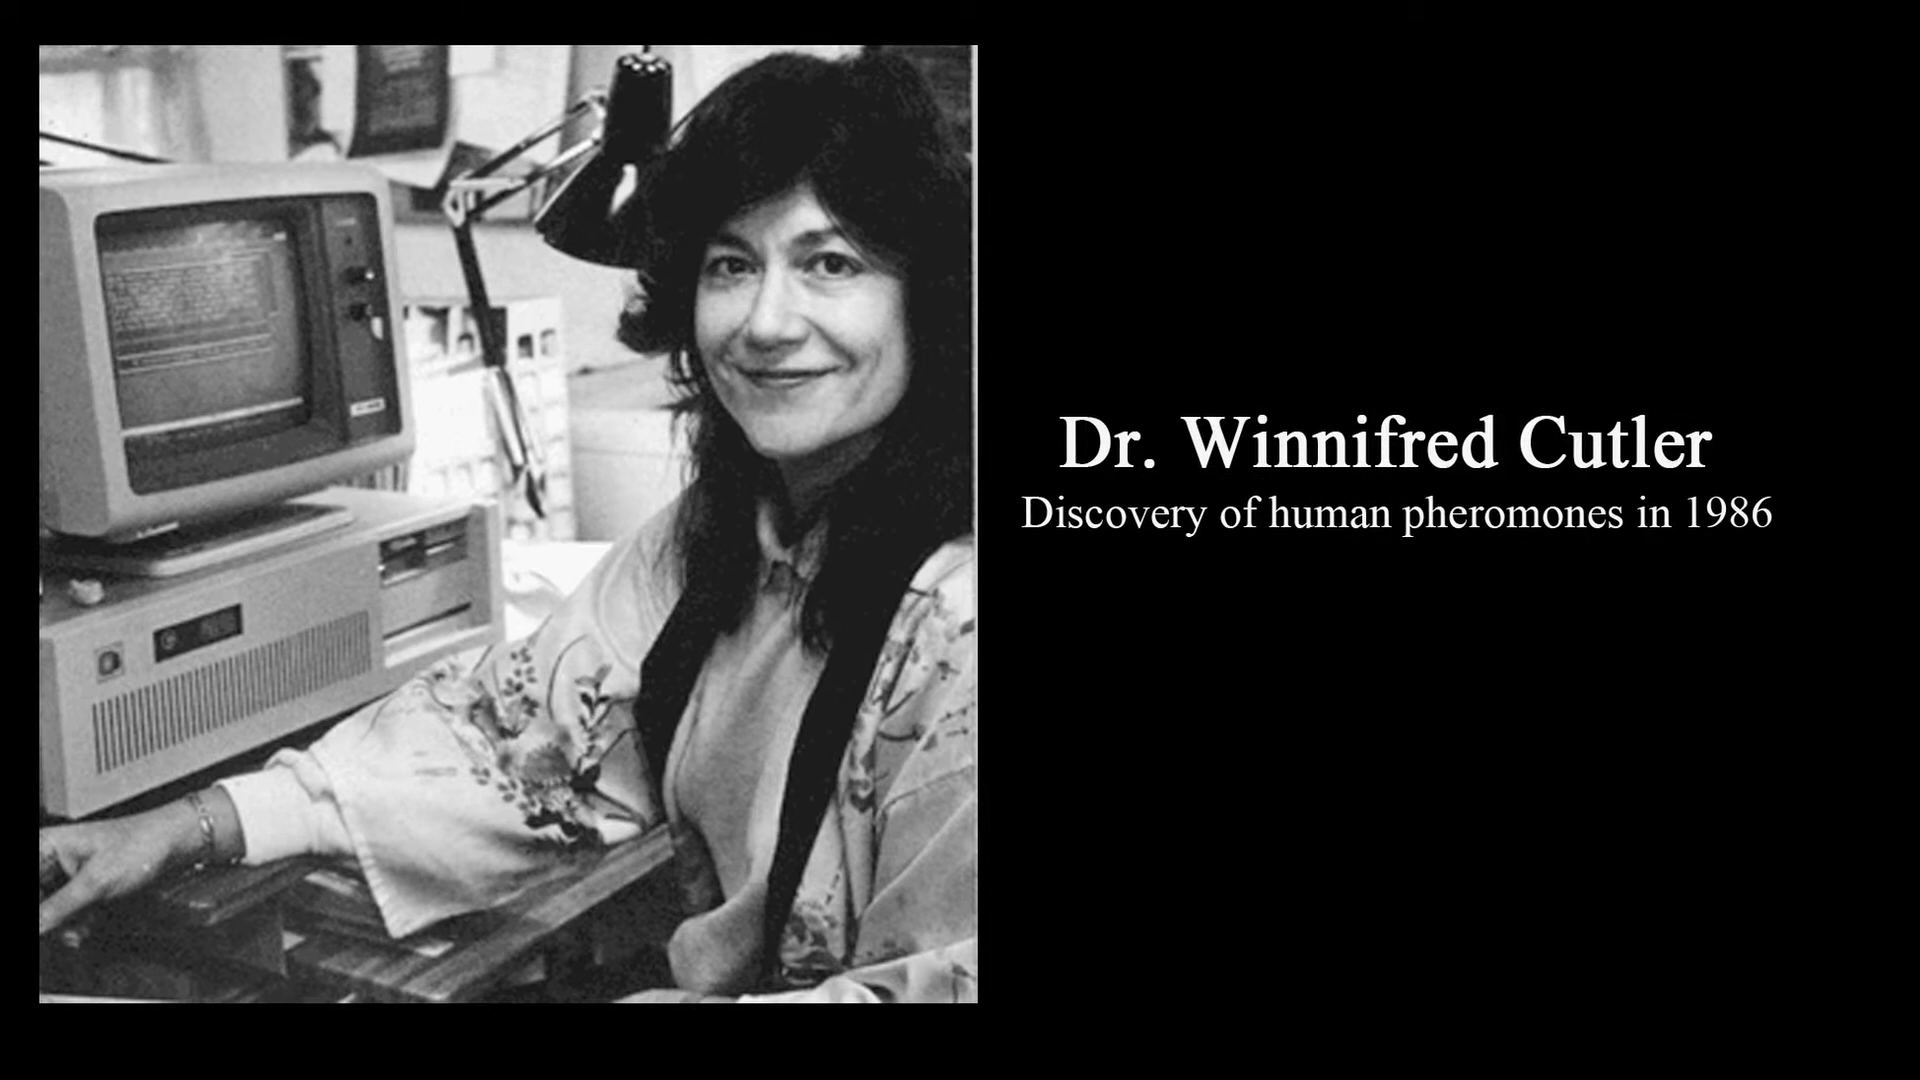 Dr. Winnifred Cutler
Discovery of human pheromones in 1986